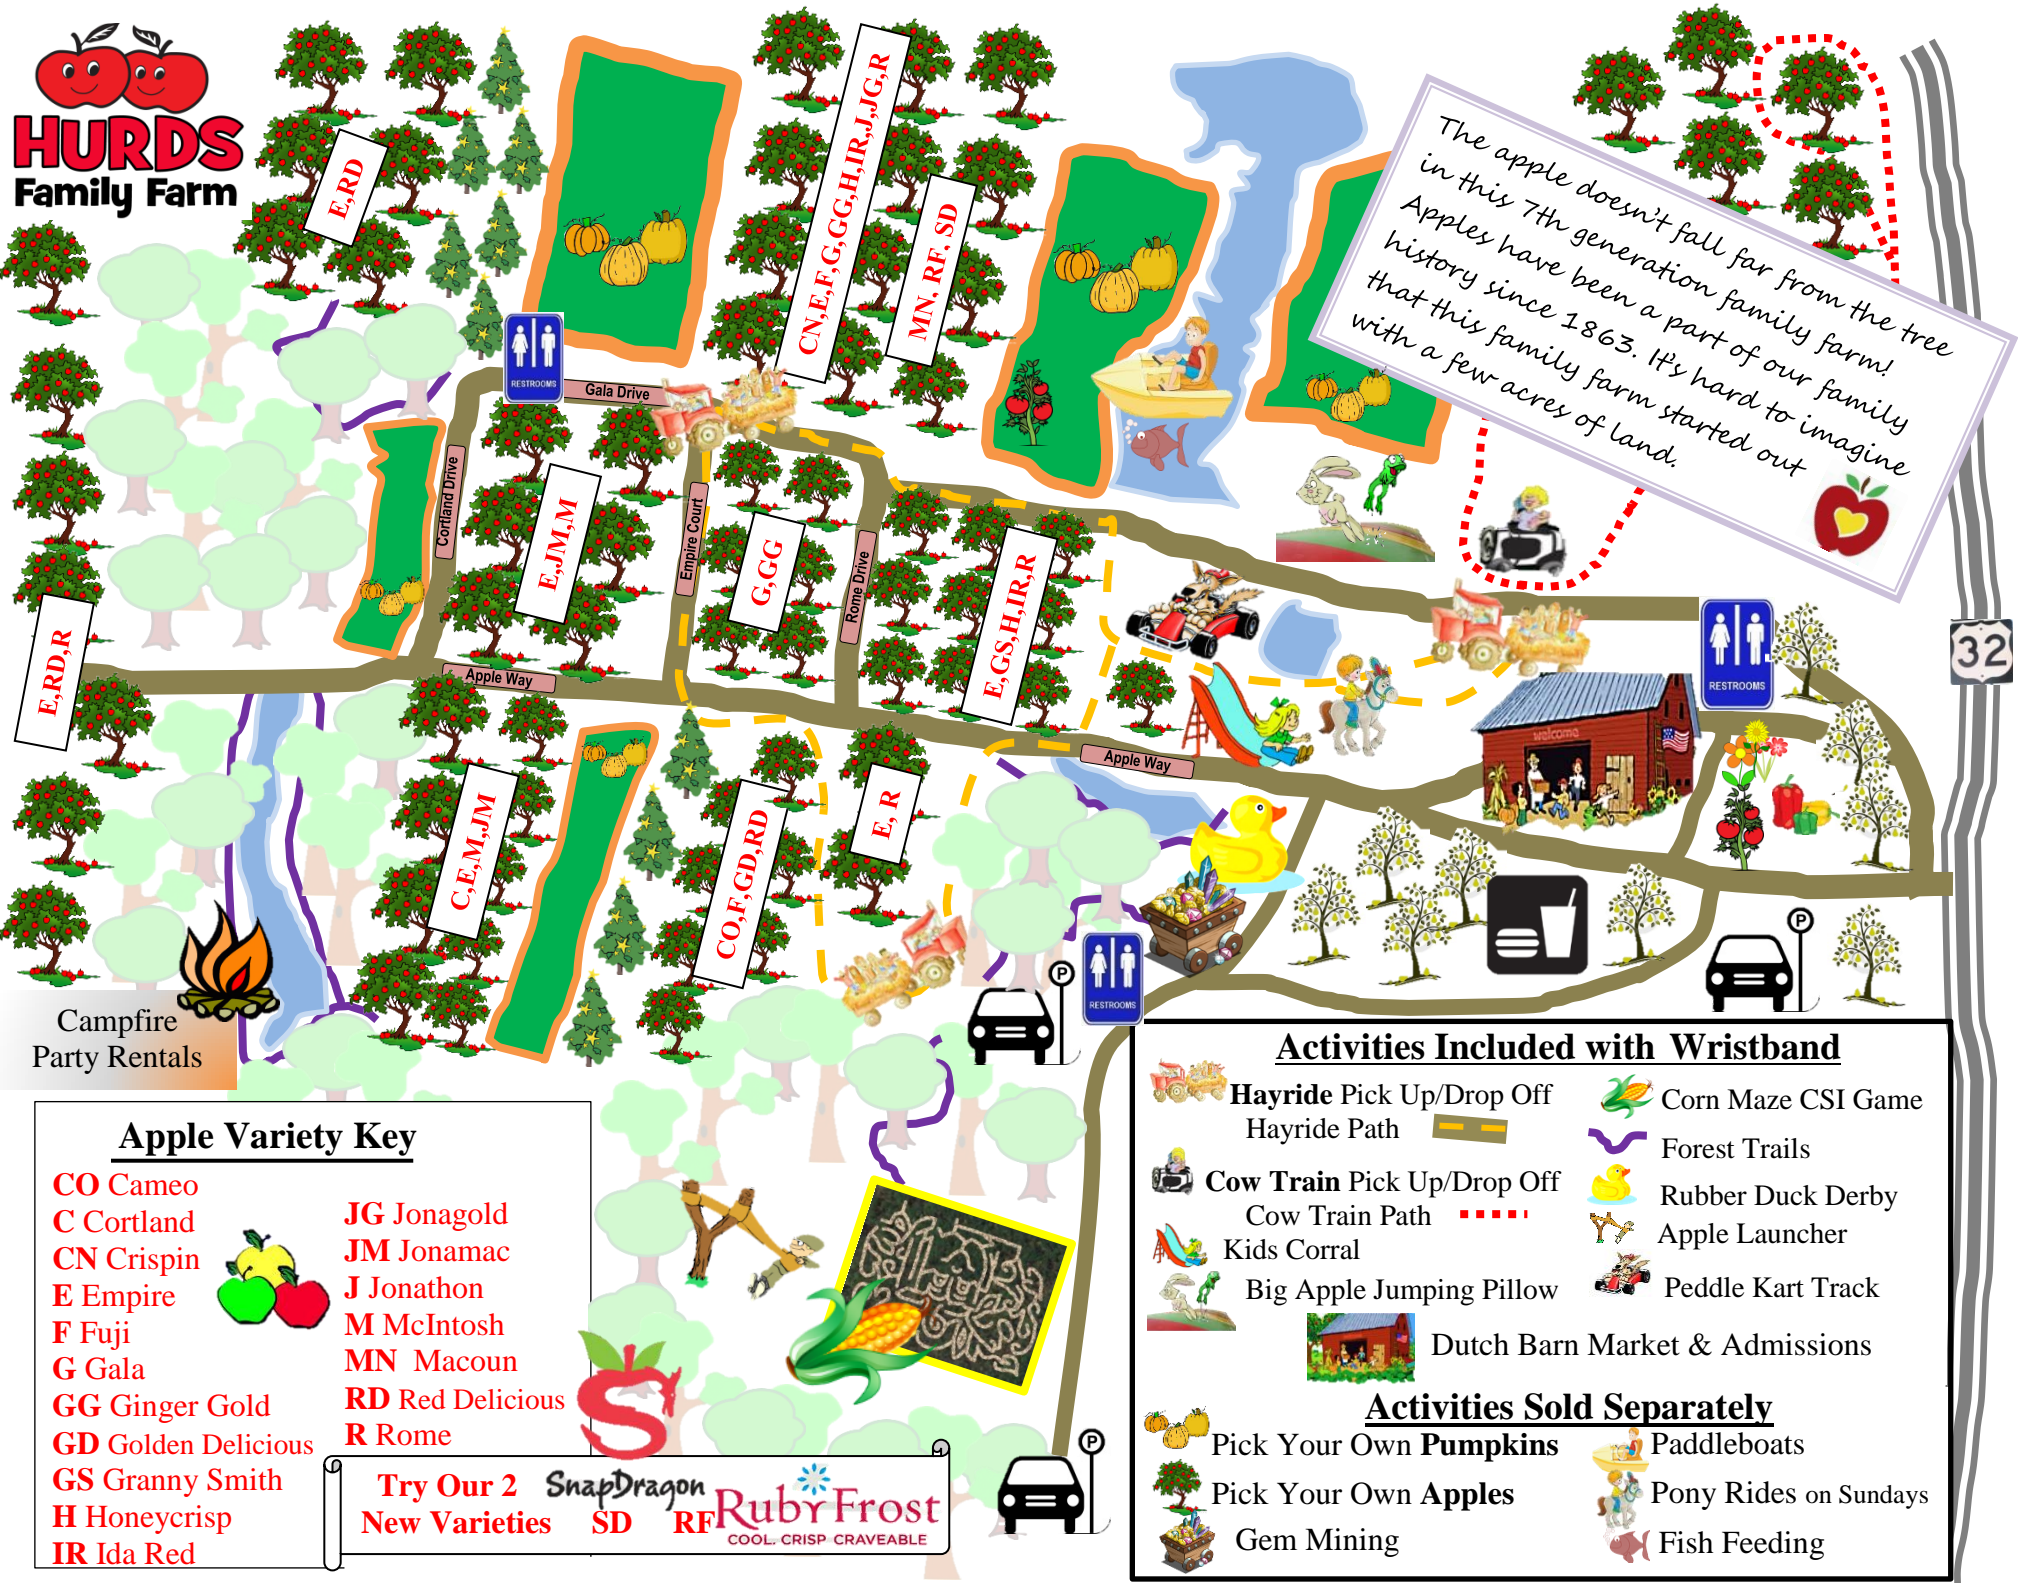 HURDS
Family Farm
E,RD
CN,E,F,G,GG,H,IR,J,JG,R
MN, RF, SD
The apple doesn't fall far from the tree
in this 7th generation family farm!
Apples have been a part of our family
history since 1863. It's hard to imagine
that this family farm started out
with a few acres of land.
RESTROOMS
Gala Drive
Cortland Drive
E,JM,M
Empire Court
G,GG
Rome Drive
E,GS,H,IR,R
E,RD,R
Apple Way
32
RESTROOMS
welcome
Apple Way
C,E,M,JM
CO,F,GD,RD
E, R
P
P
RESTROOMS
Campfire
Party Rentals
Apple Variety Key
CO Cameo
C Cortland
CN Crispin
E Empire
F Fuji
G Gala
GG Ginger Gold
GD Golden Delicious
GS Granny Smith
H Honeycrisp
IR Ida Red
JG Jonagold
JM Jonamac
J Jonathon
M McIntosh
MN Macoun
RD Red Delicious
R Rome
Try Our 2
New Varieties
SnapDragon
SD
RF
RubyFrost
COOL. CRISP CRAVEABLE
P
Activities Included with Wristband
Hayride Pick Up/Drop Off
Hayride Path
Cow Train Pick Up/Drop Off
Cow Train Path
Kids Corral
Big Apple Jumping Pillow
Corn Maze CSI Game
Forest Trails
Rubber Duck Derby
Apple Launcher
Peddle Kart Track
Dutch Barn Market & Admissions
Activities Sold Separately
Pick Your Own Pumpkins
Pick Your Own Apples
Gem Mining
Paddleboats
Pony Rides on Sundays
Fish Feeding